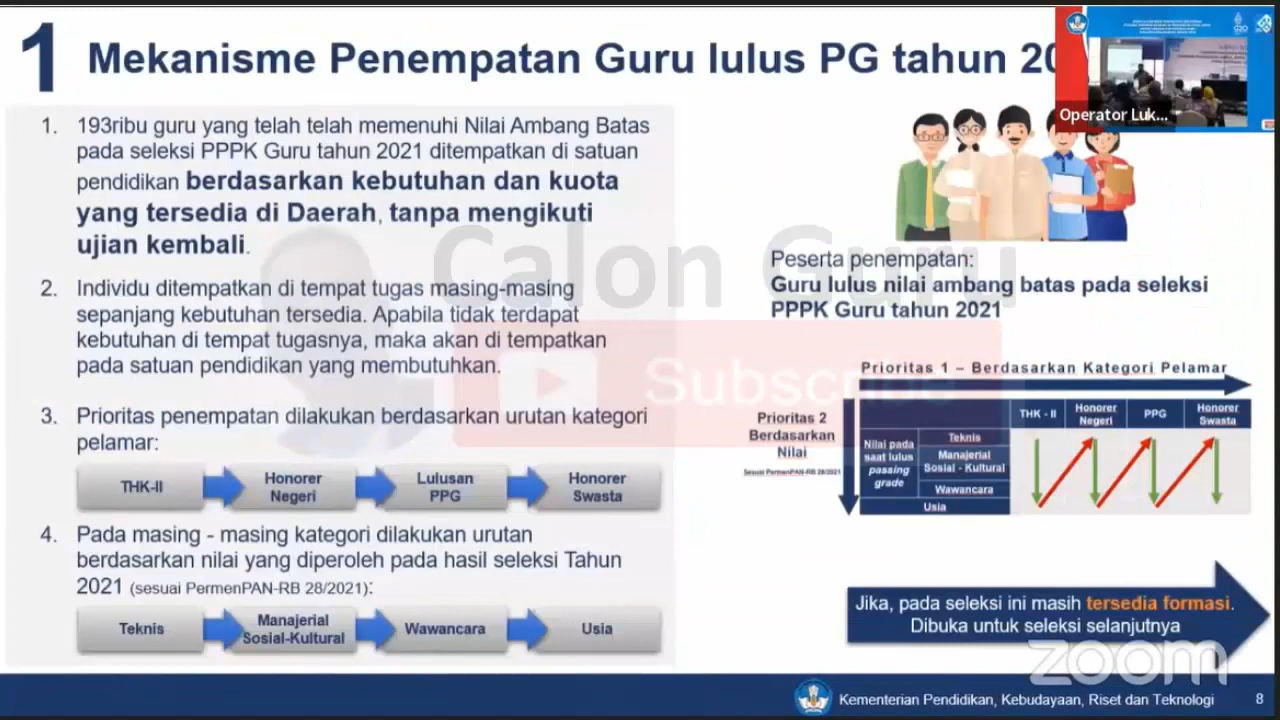 1
Mekanisme Penempatan Guru lulus PG tahun 20
Operator Luk...
1. 193ribu guru yang telah telah memenuhi Nilai Ambang Batas
pada seleksi PPPK Guru tahun 2021 ditempatkan di satuan
pendidikan berdasarkan kebutuhan dan kuota
yang tersedia di Daerah, tanpa mengikuti
ujian kembali.
2. Individu ditempatkan di tempat tugas masing-masing
sepanjang kebutuhan tersedia. Apabila tidak terdapat
kebutuhan di tempat tugasnya, maka akan di tempatkan
pada satuan pendidikan yang membutuhkan.
3. Prioritas penempatan dilakukan berdasarkan urutan kategori
pelamar:
THK-II
Honorer
Negeri
Lulusan
PPG
Honorer
Swasta
4. Pada masing - masing kategori dilakukan urutan
berdasarkan nilai yang diperoleh pada hasil seleksi Tahun
2021 (sesuai PermenPAN-RB 28/2021):
Teknis
Manajerial
Sosial-Kultural
Wawancara
Usia
Calon Guru
Subscribe
Peserta penempatan:
Guru lulus nilai ambang batas pada seleksi
PPPK Guru tahun 2021
Prioritas 1 – Berdasarkan Kategori Pelamar
Prioritas 2
Berdasarkan
Nilai
Sesuai PermenPAN-RB 28/2021
THK - II
Honorer
Negeri
PPG
Honorer
Swasta
Nilai pada
saat lulus
passing
grade
Teknis
Manajerial
Sosial - Kultural
Wawancara
Usia
Jika, pada seleksi ini masih tersedia formasi.
Dibuka untuk seleksi selanjutnya
zoom
Kementerian Pendidikan, Kebudayaan, Riset dan Teknologi
8